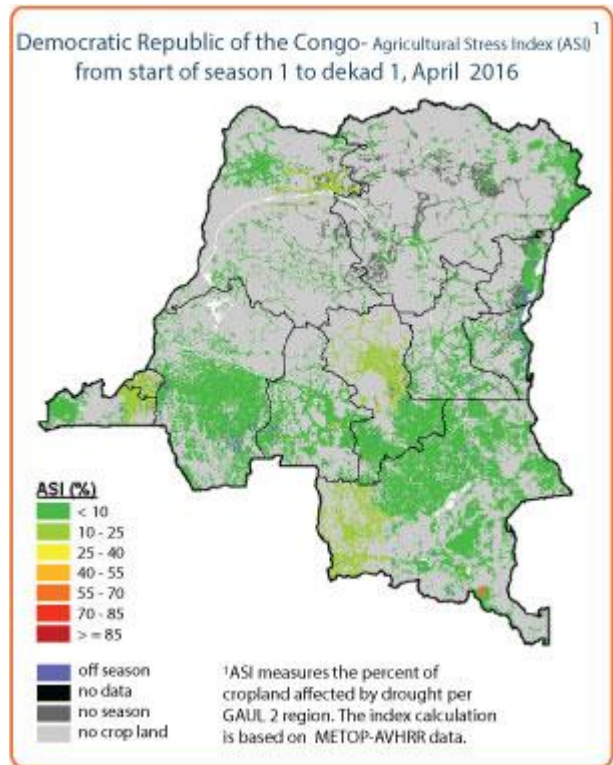 Democratic Republic of the Congo- Agricultural Stress Index (ASI)¹
from start of season 1 to dekad 1, April 2016
ASI (%)
< 10
10 - 25
25 - 40
40 - 55
55 - 70
70 - 85
> = 85
off season
no data
no season
no crop land
¹ASI measures the percent of
cropland affected by drought per
GAUL 2 region. The index calculation
is based on METOP-AVHRR data.